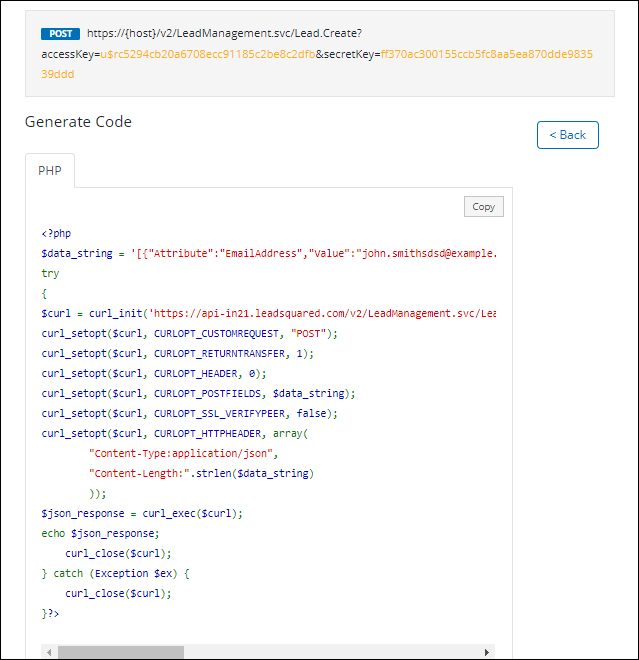 POST https://{host}/v2/LeadManagement.svc/Lead.Create?
accessKey=u$rc5294cb20a6708ecc91185c2be8c2dfb&secretKey=ff370ac300155ccb5fc8aa5ea870dde9835
39ddd
Generate Code
< Back
PHP
Copy
<?php
$data_string = '[{"Attribute":"EmailAddress","Value":"john.smithsdsd@example.
try
{
$curl = curl_init('https://api-in21.leadsquared.com/v2/LeadManagement.svc/Lea
curl_setopt($curl, CURLOPT_CUSTOMREQUEST, "POST");
curl_setopt($curl, CURLOPT_RETURNTRANSFER, 1);
curl_setopt($curl, CURLOPT_HEADER, 0);
curl_setopt($curl, CURLOPT_POSTFIELDS, $data_string);
curl_setopt($curl, CURLOPT_SSL_VERIFYPEER, false);
curl_setopt($curl, CURLOPT_HTTPHEADER, array(
"Content-Type:application/json",
"Content-Length:".strlen($data_string)
));
$json_response = curl_exec($curl);
echo $json_response;
curl_close($curl);
} catch (Exception $ex) {
curl_close($curl);
}?>